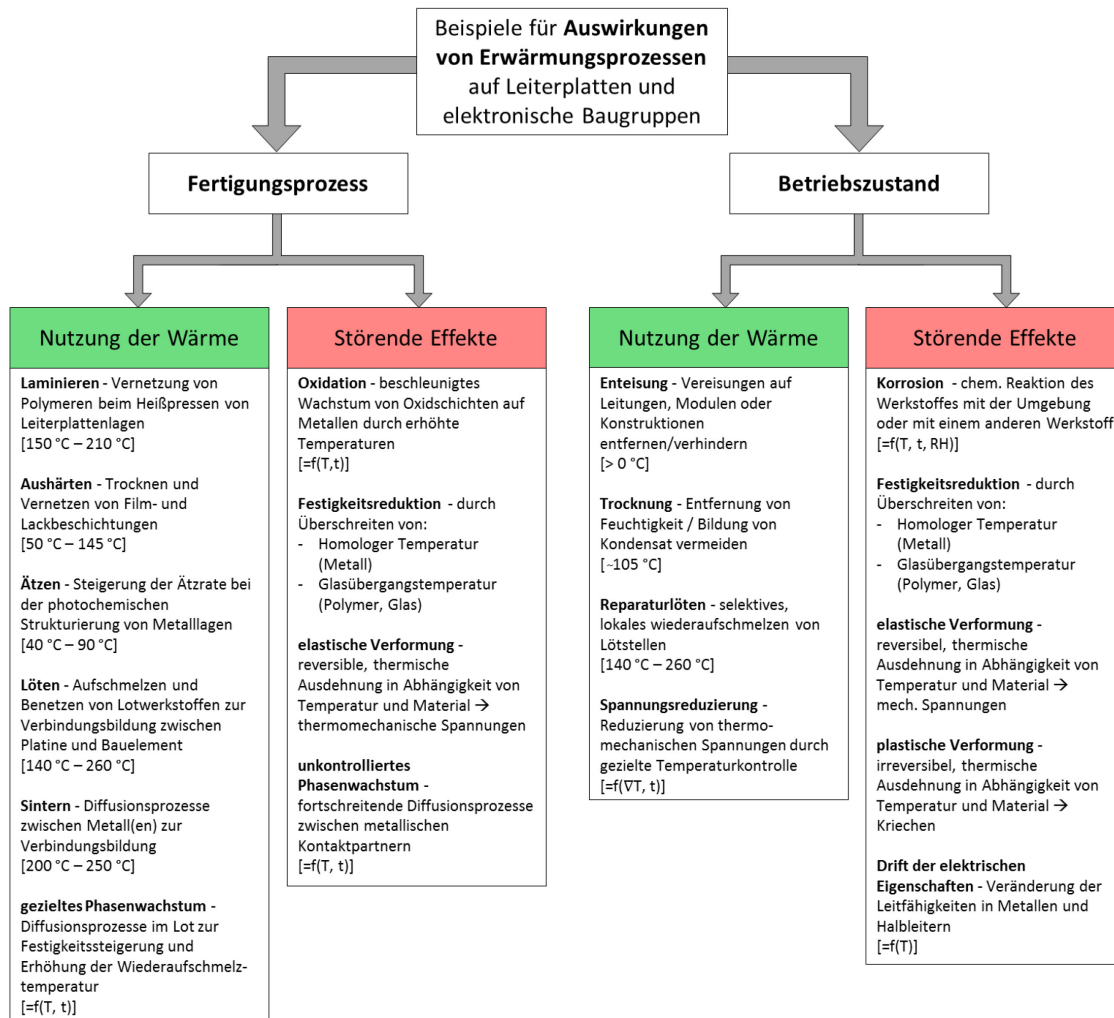 Beispiele für Auswirkungen
von Erwärmungsprozessen
auf Leiterplatten und
elektronische Baugruppen
Fertigungsprozess
Betriebszustand
Nutzung der Wärme
Laminieren - Vernetzung von
Polymeren beim Heißpressen von
Leiterplattenlagen
[150 °C – 210 °C]
Aushärten - Trocknen und
Vernetzen von Film- und
Lackbeschichtungen
[50 °C – 145 °C]
Ätzen - Steigerung der Ätzrate bei
der photochemischen
Strukturierung von Metalllagen
[40 °C – 90 °C]
Löten - Aufschmelzen und
Benetzen von Lotwerkstoffen zur
Verbindungsbildung zwischen
Platine und Bauelement
[140 °C – 260 °C]
Sintern - Diffusionsprozesse
zwischen Metall(en) zur
Verbindungsbildung
[200 °C – 250 °C]
gezieltes Phasenwachstum -
Diffusionsprozesse im Lot zur
Festigkeitssteigerung und
Erhöhung der Wiederaufschmelz-
temperatur
[=f(T, t)]
Störende Effekte
Oxidation - beschleunigtes
Wachstum von Oxidschichten auf
Metallen durch erhöhte
Temperaturen
[=f(T,t)]
Festigkeitsreduktion - durch
Überschreiten von:
- Homologer Temperatur
(Metall)
- Glasübergangstemperatur
(Polymer, Glas)
elastische Verformung -
reversible, thermische
Ausdehnung in Abhängigkeit von
Temperatur und Material →
thermomechanische Spannungen
unkontrolliertes
Phasenwachstum -
fortschreitende Diffusionsprozesse
zwischen metallischen
Kontaktpartnern
[=f(T, t)]
Nutzung der Wärme
Enteisung - Vereisungen auf
Leitungen, Modulen oder
Konstruktionen
entfernen/verhindern
[> 0 °C]
Trocknung - Entfernung von
Feuchtigkeit / Bildung von
Kondensat vermeiden
[~105 °C]
Reparaturlöten - selektives,
lokales wiederaufschmelzen von
Lötstellen
[140 °C – 260 °C]
Spannungsreduzierung -
Reduzierung von thermo-
mechanischen Spannungen durch
gezielte Temperaturkontrolle
[=f(∇T, t)]
Störende Effekte
Korrosion - chem. Reaktion des
Werkstoffes mit der Umgebung
oder mit einem anderen Werkstoff
[=f(T, t, RH)]
Festigkeitsreduktion - durch
Überschreiten von:
- Homologer Temperatur
(Metall)
- Glasübergangstemperatur
(Polymer, Glas)
elastische Verformung -
reversibel, thermische
Ausdehnung in Abhängigkeit von
Temperatur und Material →
mech. Spannungen
plastische Verformung -
irreversibel, thermische
Ausdehnung in Abhängigkeit von
Temperatur und Material →
Kriechen
Drift der elektrischen
Eigenschaften - Veränderung der
Leitfähigkeiten in Metallen und
Halbleitern
[=f(T)]